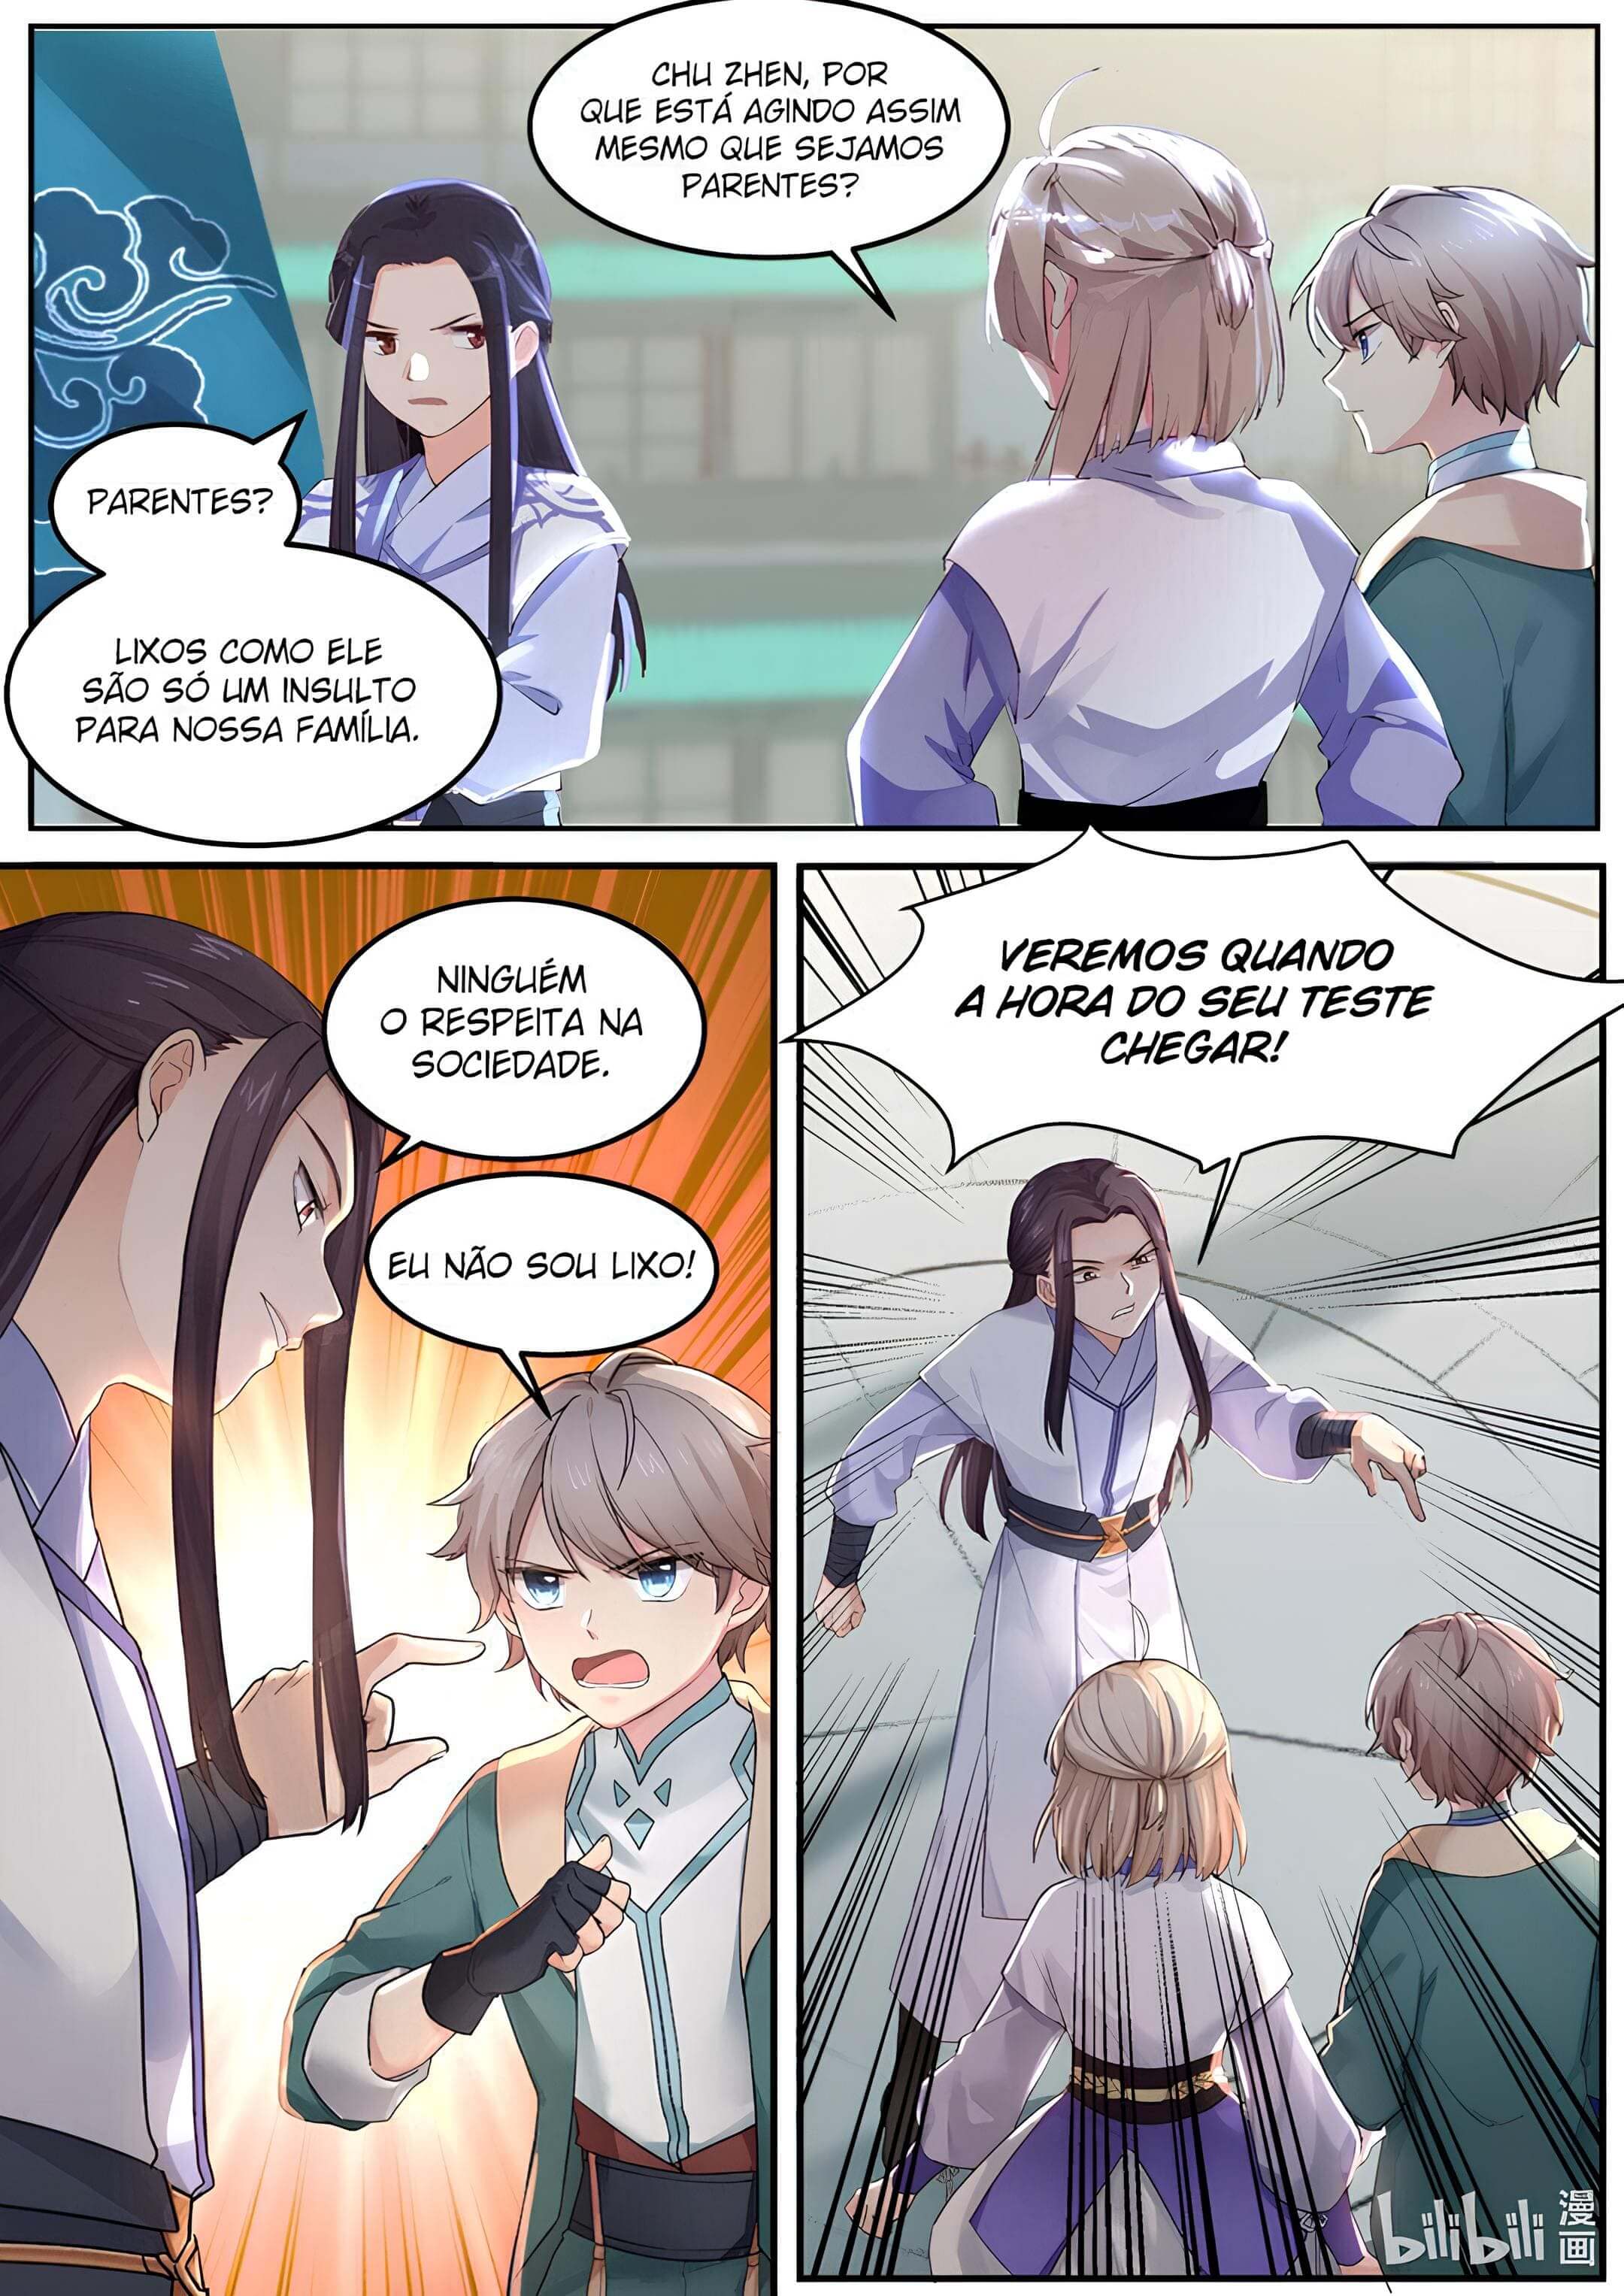 CHU ZHEN, POR
QUE ESTÁ AGINDO ASSIM
MESMO QUE SEJAMOS
PARENTES?
PARENTES?
LIXOS COMO ELE
SÃO SÓ UM INSULTO
PARA NOSSA FAMÍLIA.
NINGUÉM
O RESPEITA NA
SOCIEDADE.
EU NÃO SOU LIXO!
VEREMOS QUANDO
A HORA DO SEU TESTE
CHEGAR!
bilibili 漫画